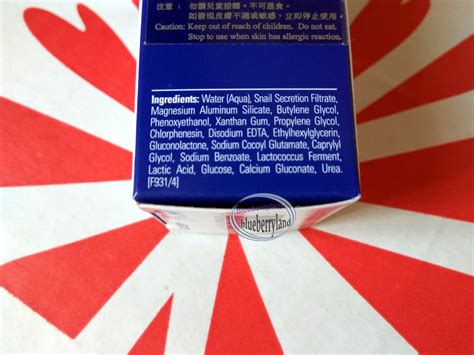 注意：勿讓兒童接觸。不可進食。
如發現皮膚不適或敏感，立即停止使用。
Caution: Keep out of reach of children. Do not eat.
Stop to use when skin has allergic reaction.
Ingredients: Water (Aqua), Snail Secretion Filtrate,
Magnesium Aluminum Silicate, Butylene Glycol,
Phenoxyethanol, Xanthan Gum, Propylene Glycol,
Chlorphenesin, Disodium EDTA, Ethylhexylglycerin,
Gluconolactone, Sodium Cocoyl Glutamate, Caprylyl
Glycol, Sodium Benzoate, Lactococcus Ferment,
Lactic Acid, Glucose, Calcium Gluconate, Urea.
[F931/4]
blueberryland